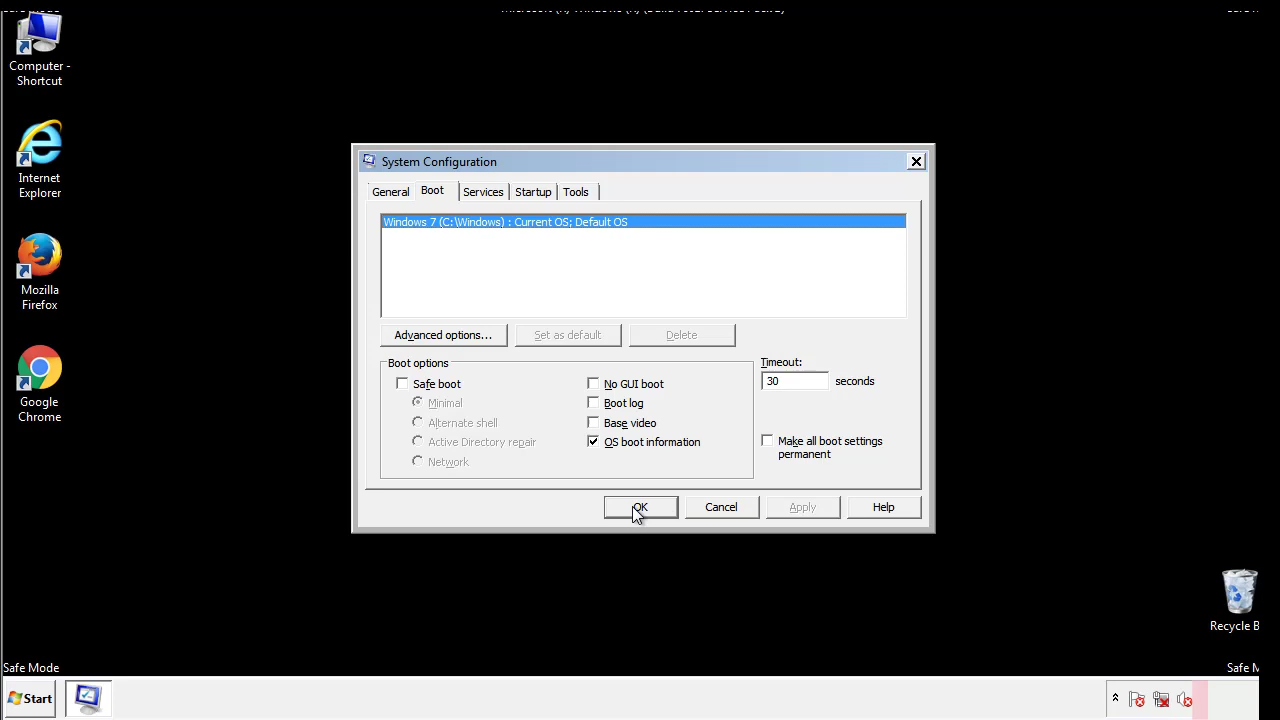 Computer -
Shortcut
Internet
Explorer
Mozilla
Firefox
Google
Chrome
System Configuration
General Boot Services Startup Tools
Windows 7 (C:\Windows) : Current OS; Default OS
Advanced options... Set as default Delete
Boot options
Timeout:
Safe boot No GUI boot
30 seconds
Minimal Boot log
Alternate shell Base video
Active Directory repair OS boot information
Make all boot settings
permanent
Network
OK Cancel Apply Help
Recycle B
Safe Mode
Safe M
Start